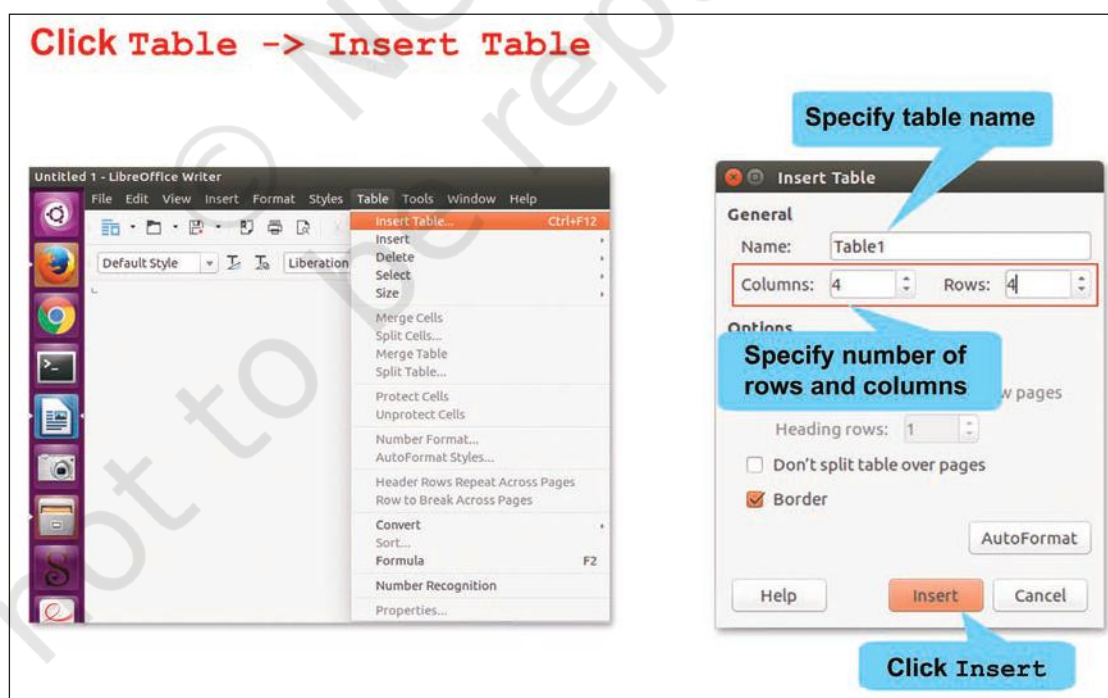 Click Table -> Insert Table
Specify table name
Untitled 1 - LibreOffice Writer
File Edit View Insert Format Styles Table Tools Window Help
Insert Table... Ctrl+F12
Insert
Delete
Default Style Liberation
Select
Size
Merge Cells
Split Cells...
Merge Table
Split Table...
Protect Cells
Unprotect Cells
Number Format...
AutoFormat Styles...
Header Rows Repeat Across Pages
Row to Break Across Pages
Convert
Sort...
Formula F2
Number Recognition
Properties...
Insert Table
General
Name: Table1
Columns: 4 Rows: 4
Options
Specify number of
rows and columns
pages
Heading rows: 1
Don't split table over pages
Border
AutoFormat
Help Insert Cancel
Click Insert
not to be rep